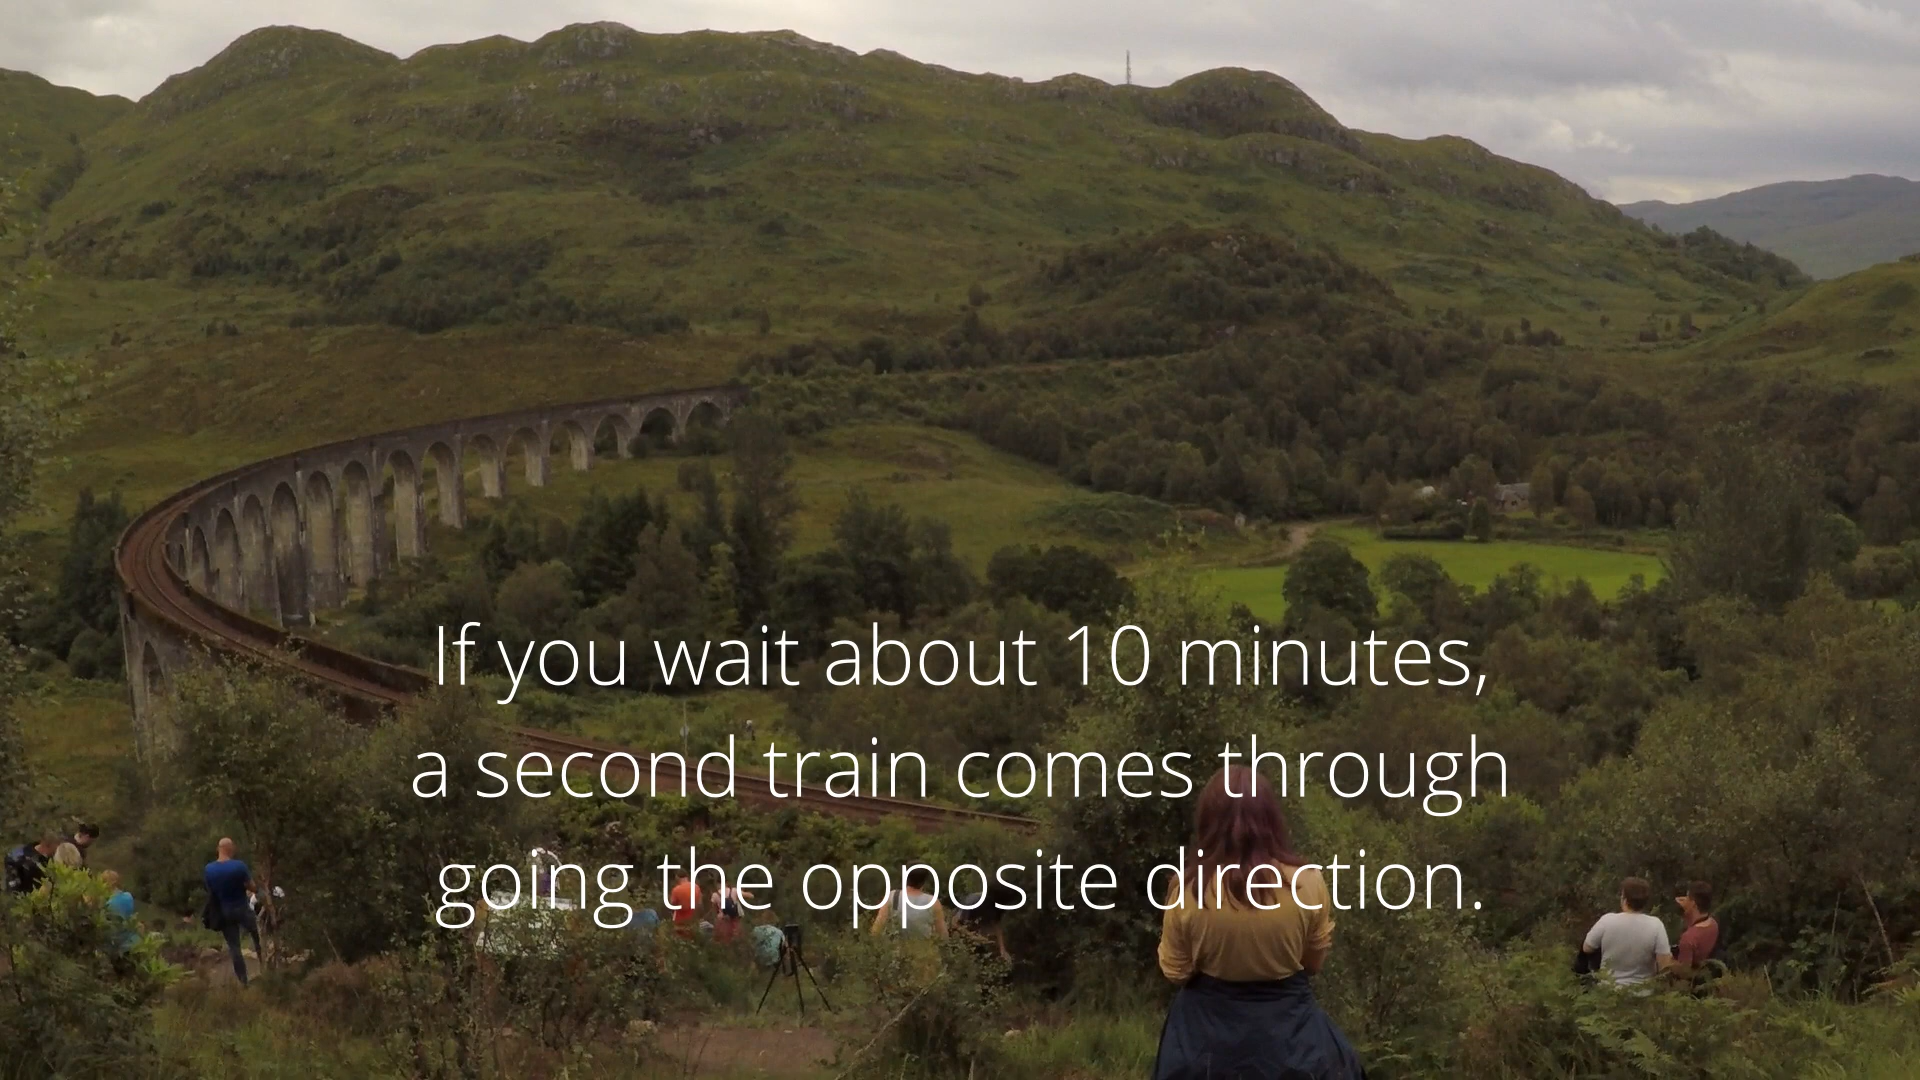 If you wait about 10 minutes,
a second train comes through
going the opposite direction.